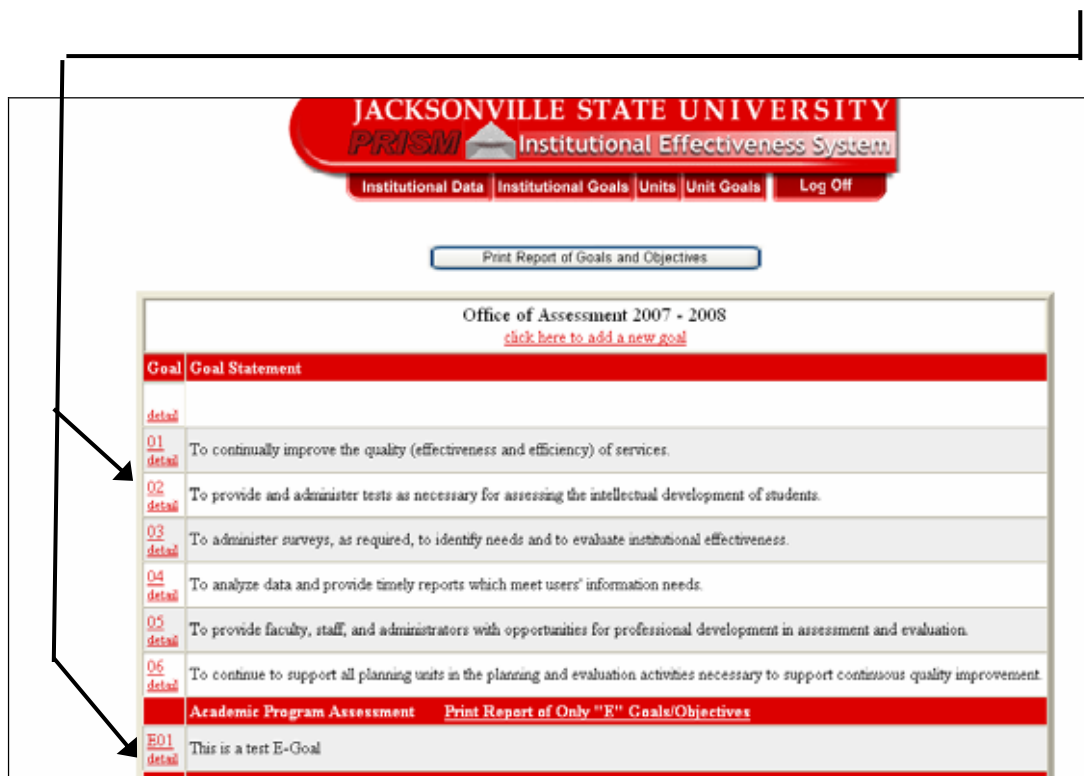 JACKSONVILLE STATE UNIVERSITY
PRISM Institutional Effectiveness System
Institutional Data Institutional Goals Units Unit Goals Log Off
Print Report of Goals and Objectives
Office of Assessment 2007 - 2008
click here to add a new goal
Goal Goal Statement
detail
01 detail To continually improve the quality (effectiveness and efficiency) of services.
02 detail To provide and administer tests as necessary for assessing the intellectual development of students.
03 detail To administer surveys, as required, to identify needs and to evaluate institutional effectiveness.
04 detail To analyze data and provide timely reports which meet users' information needs.
05 detail To provide faculty, staff, and administrators with opportunities for professional development in assessment and evaluation.
06 detail To continue to support all planning units in the planning and evaluation activities necessary to support continuous quality improvement.
Academic Program Assessment Print Report of Only "E" Goals/Objectives
E01 detail This is a test E-Goal